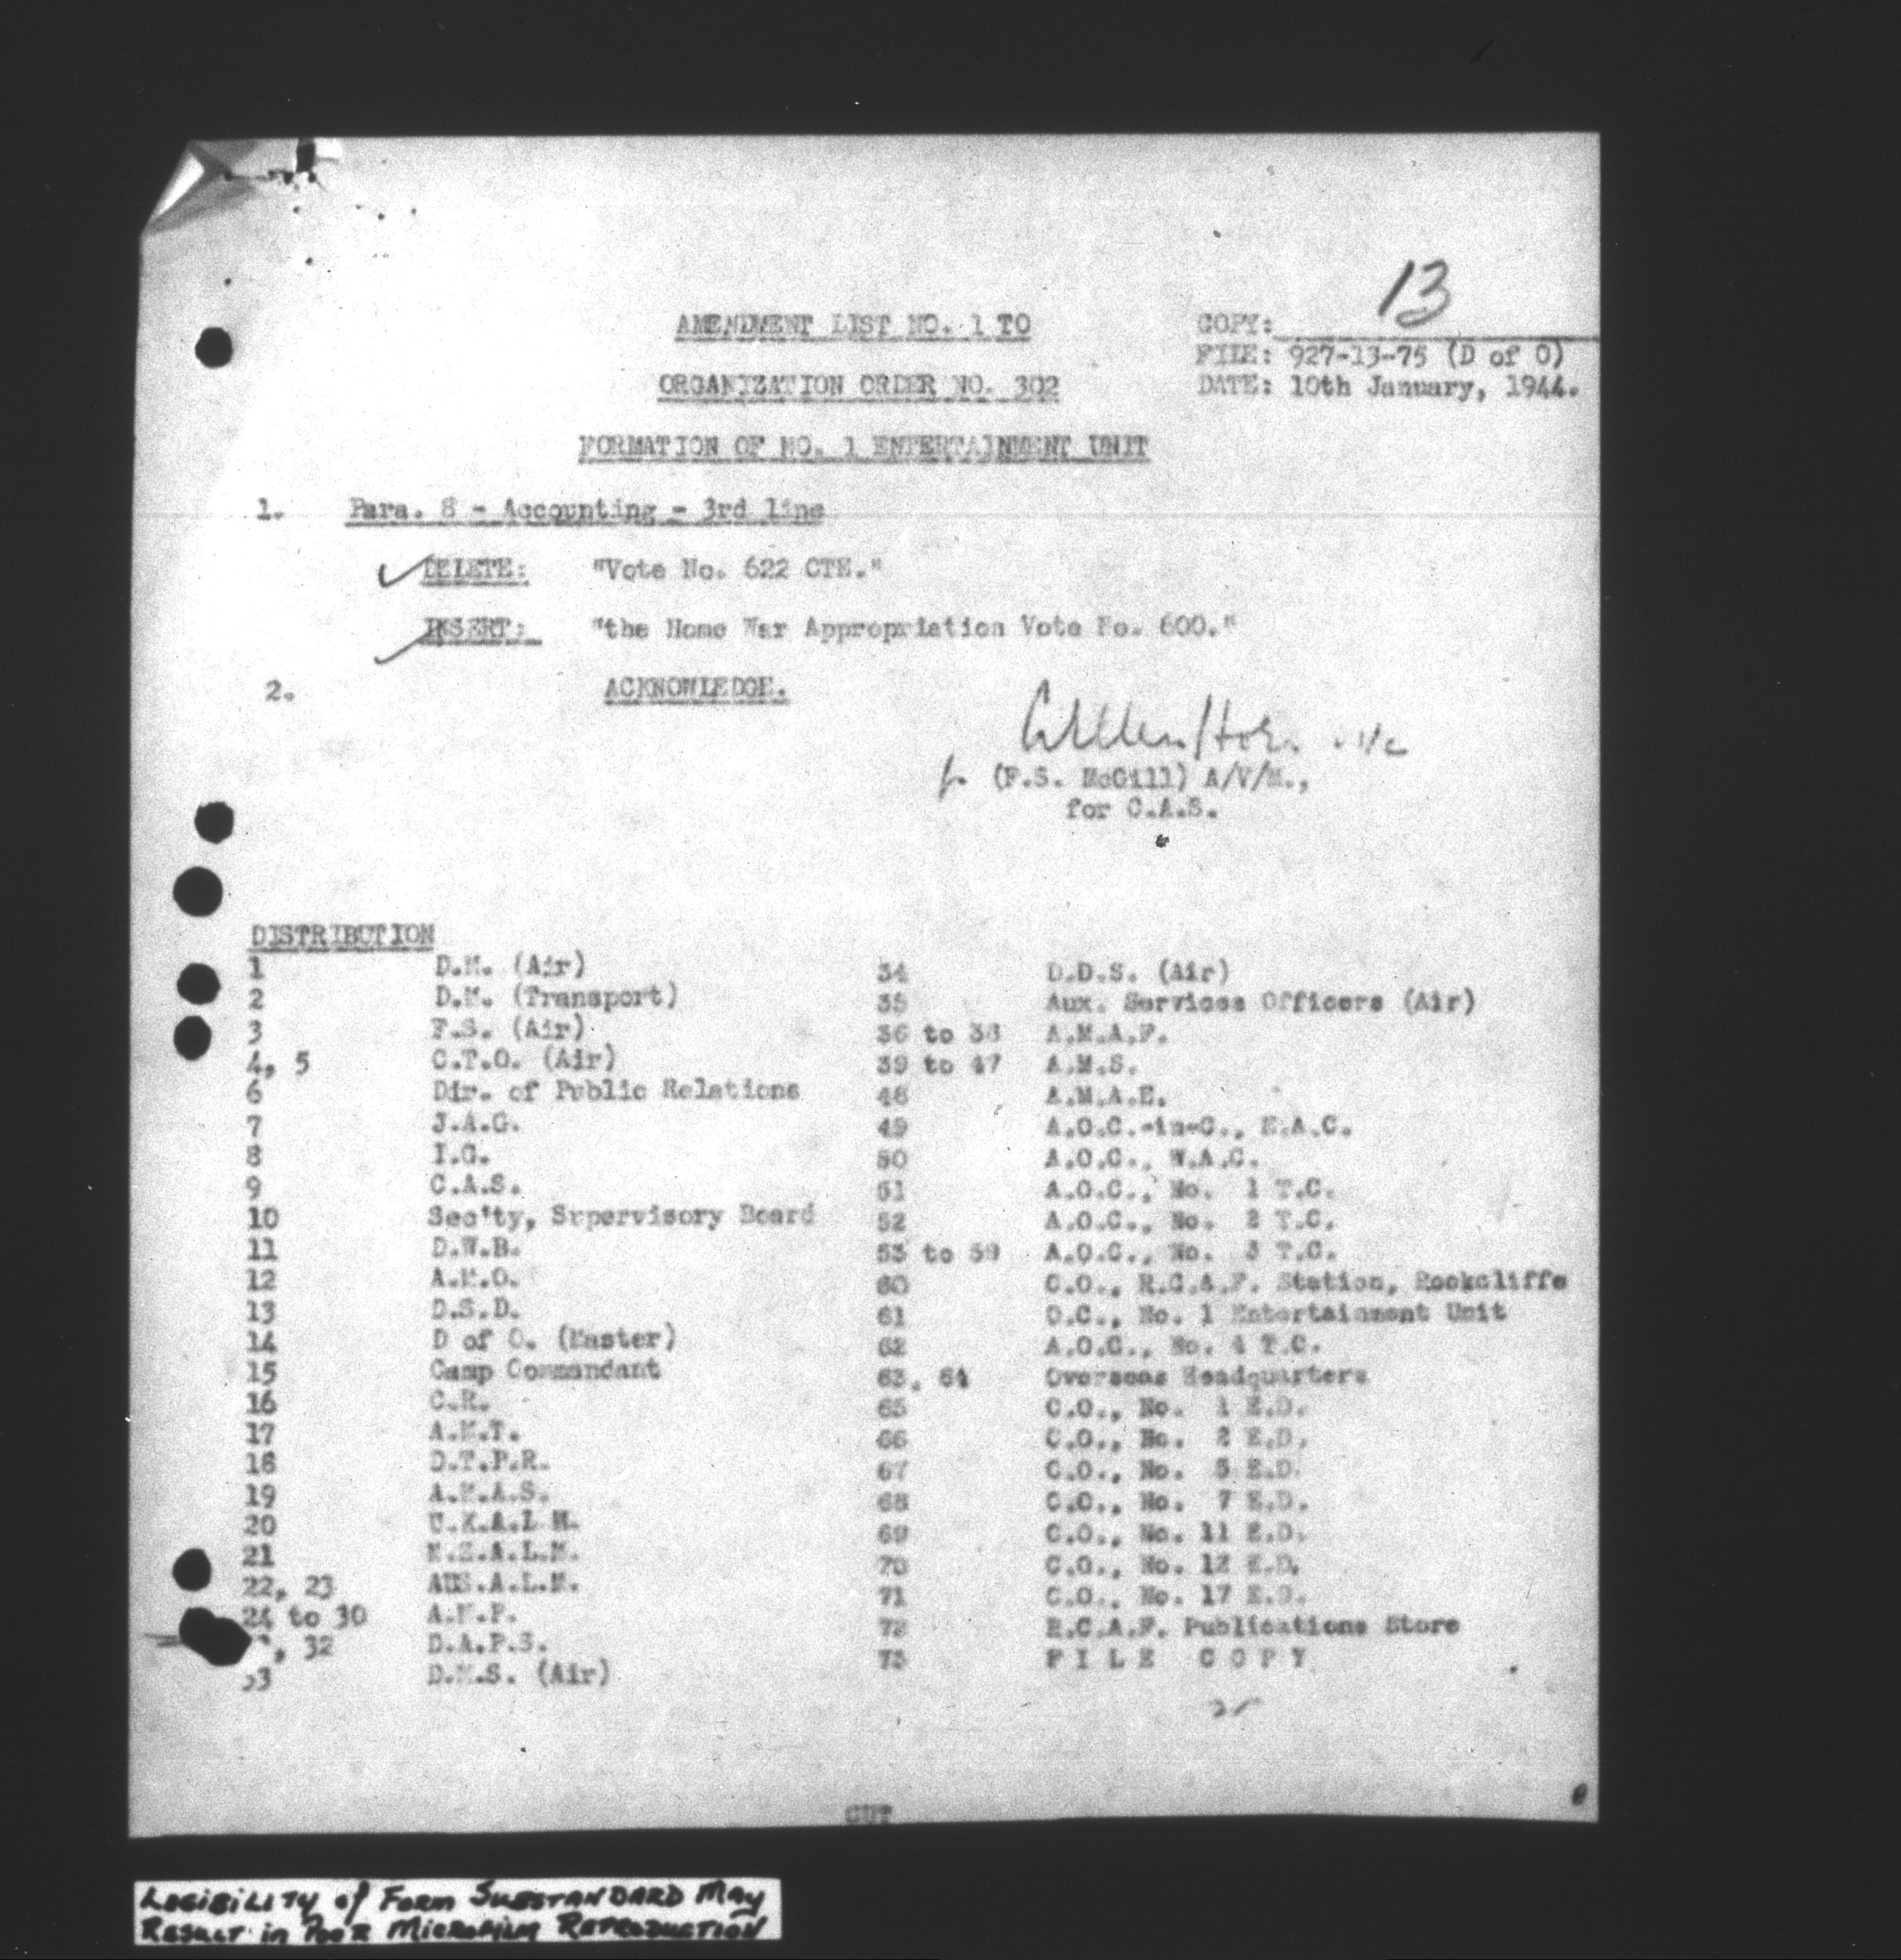 13
AMENDMENT LIST NO. 1 TO
COPY:
FILE: 927-13-75 (D of O)
ORGANIZATION ORDER NO. 302
DATE: 10th January, 1944.
FORMATION OF NO. 1 ENTERTAINMENT UNIT
1. Para. 8 - Accounting - 3rd line
DELETE: "Vote No. 622 CTE."
INSERT: "the Home War Appropriation Vote No. 600."
2. ACKNOWLEDGE.
(F.S. McGill) A/V/M.,
for C.A.S.
DISTRIBUTION
1 D.M. (Air)
2 D.M. (Transport)
3 F.S. (Air)
4, 5 C.T.O. (Air)
6 Dir. of Public Relations
7 J.A.G.
8 I.G.
9 C.A.S.
10 Sec'ty, Supervisory Board
11 D.W.B.
12 A.M.O.
13 D.S.D.
14 D of O. (Master)
15 Camp Commandant
16 C.R.
17 A.M.T.
18 D.T.P.R.
19 A.M.A.S.
20 U.K.A.L.M.
21 N.Z.A.L.M.
22, 23 AUS.A.L.M.
24 to 30 A.M.P.
, 32 D.A.P.S.
33 D.M.S. (Air)
34 D.D.S. (Air)
35 Aux. Services Officers (Air)
36 to 38 A.M.A.F.
39 to 47 A.M.S.
48 A.M.A.E.
49 A.O.C.-in-C., E.A.C.
50 A.O.C., W.A.C.
51 A.O.C., No. 1 T.C.
52 A.O.C., No. 2 T.C.
53 to 59 A.O.C., No. 3 T.C.
60 C.O., R.C.A.F. Station, Rockcliffe
61 O.C., No. 1 Entertainment Unit
62 A.O.C., No. 4 T.C.
63, 64 Overseas Headquarters
65 C.O., No. 1 E.D.
66 C.O., No. 2 E.D.
67 C.O., No. 5 E.D.
68 C.O., No. 7 E.D.
69 C.O., No. 11 E.D.
70 C.O., No. 12 E.D.
71 C.O., No. 17 E.D.
72 R.C.A.F. Publications Store
73 F I L E C O P Y
CUT
LEGIBILITY of FORM SUBSTANDARD MAY
RESULT in POOR MICROFILM REPRODUCTION